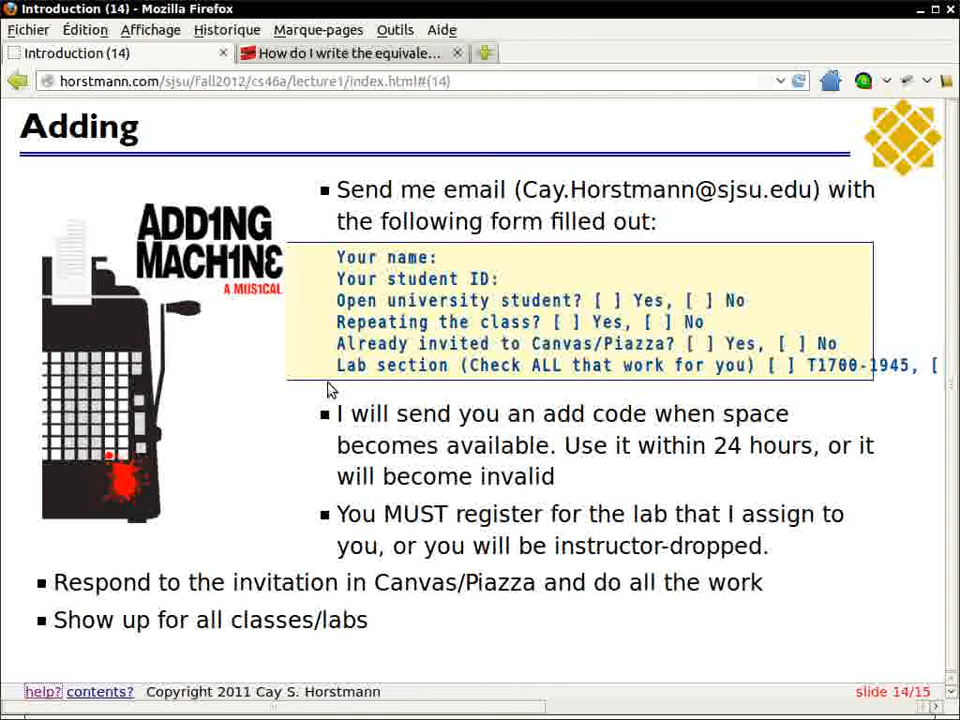 Introduction (14) - Mozilla Firefox
Fichier Édition Affichage Historique Marque-pages Outils Aide
Introduction (14)
How do I write the equivale...
horstmann.com/sjsu/fall2012/cs46a/lecture1/index.html#(14)
Adding
ADD1NG
MACH1NE
A MUS1CAL
Send me email (Cay.Horstmann@sjsu.edu) with
the following form filled out:
Your name:
Your student ID:
Open university student? [ ] Yes, [ ] No
Repeating the class? [ ] Yes, [ ] No
Already invited to Canvas/Piazza? [ ] Yes, [ ] No
Lab section (Check ALL that work for you) [ ] T1700-1945, [
I will send you an add code when space
becomes available. Use it within 24 hours, or it
will become invalid
You MUST register for the lab that I assign to
you, or you will be instructor-dropped.
Respond to the invitation in Canvas/Piazza and do all the work
Show up for all classes/labs
help? contents? Copyright 2011 Cay S. Horstmann
slide 14/15